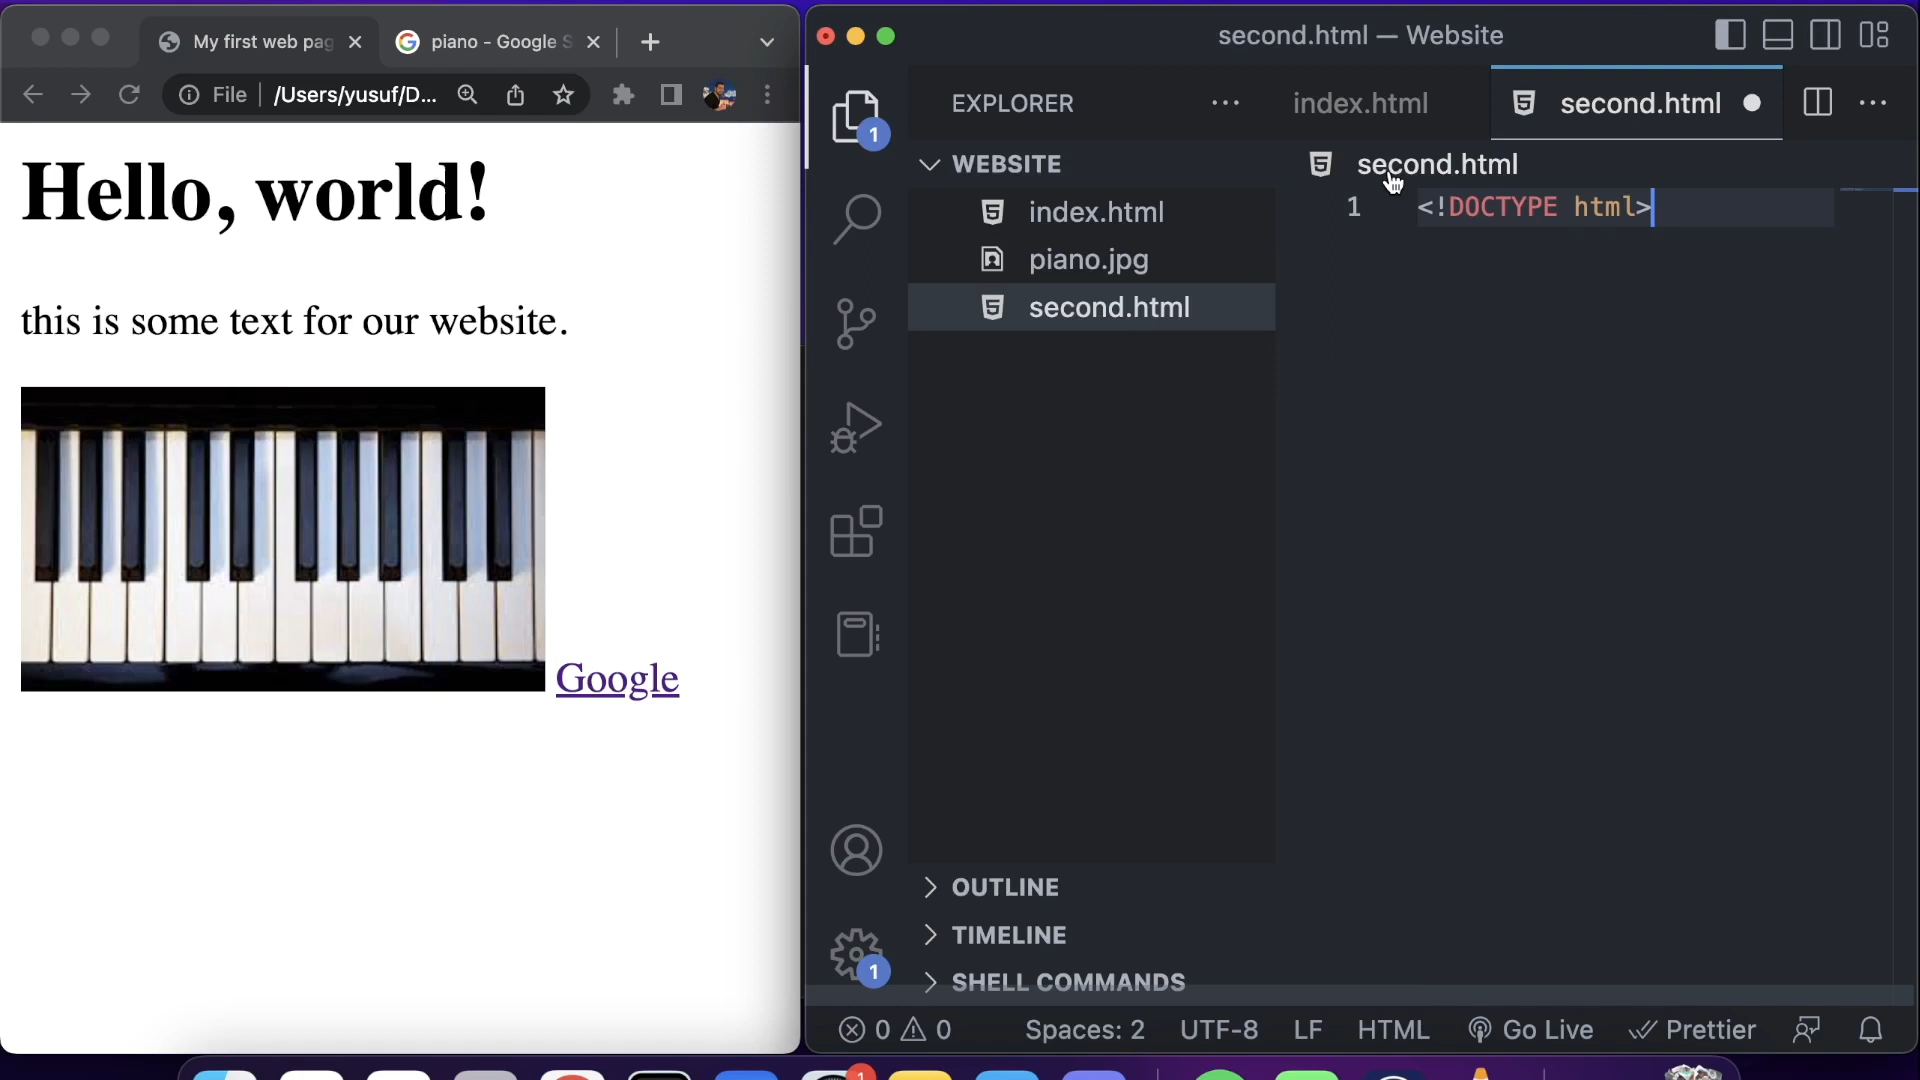 My first web pag
piano - Google S
File
/Users/yusuf/D...
Hello, world!
this is some text for our website.
Google
second.html — Website
1
EXPLORER
index.html
second.html
WEBSITE
second.html
index.html
1 <!DOCTYPE html>
piano.jpg
second.html
OUTLINE
TIMELINE
1
SHELL COMMANDS
0 0 Spaces: 2 UTF-8 LF HTML Go Live Prettier
1